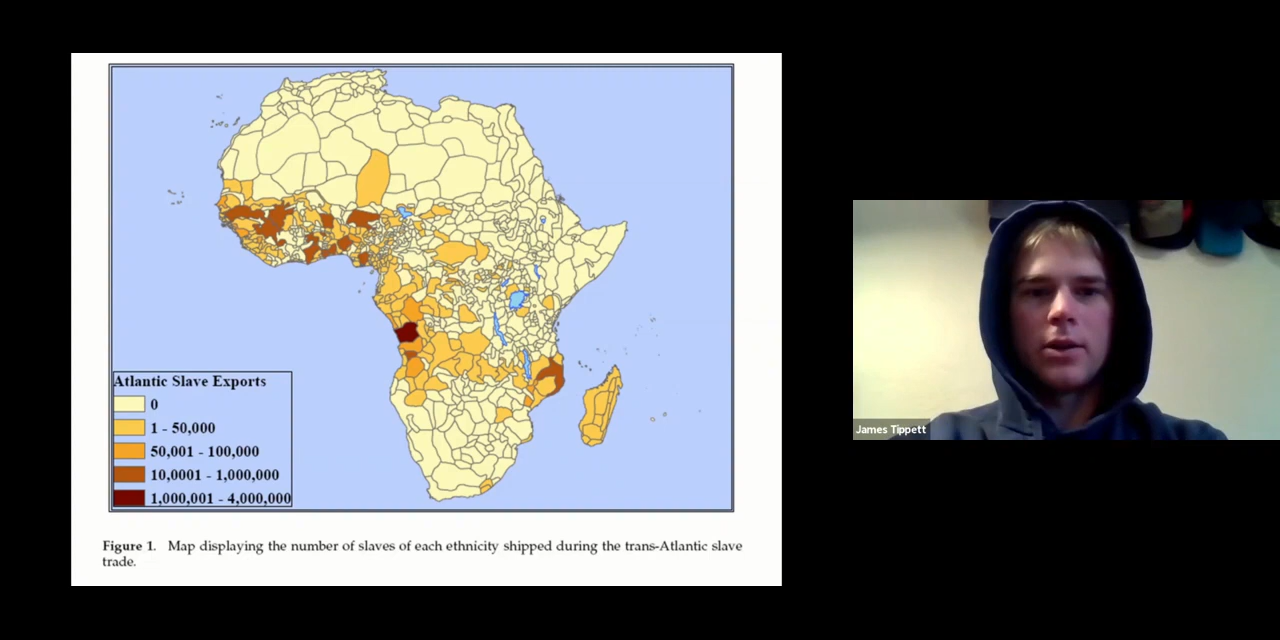 Atlantic Slave Exports
0
1 - 50,000
50,001 - 100,000
10,0001 - 1,000,000
1,000,001 - 4,000,000
Figure 1. Map displaying the number of slaves of each ethnicity shipped during the trans-Atlantic slave
trade.
James Tippett